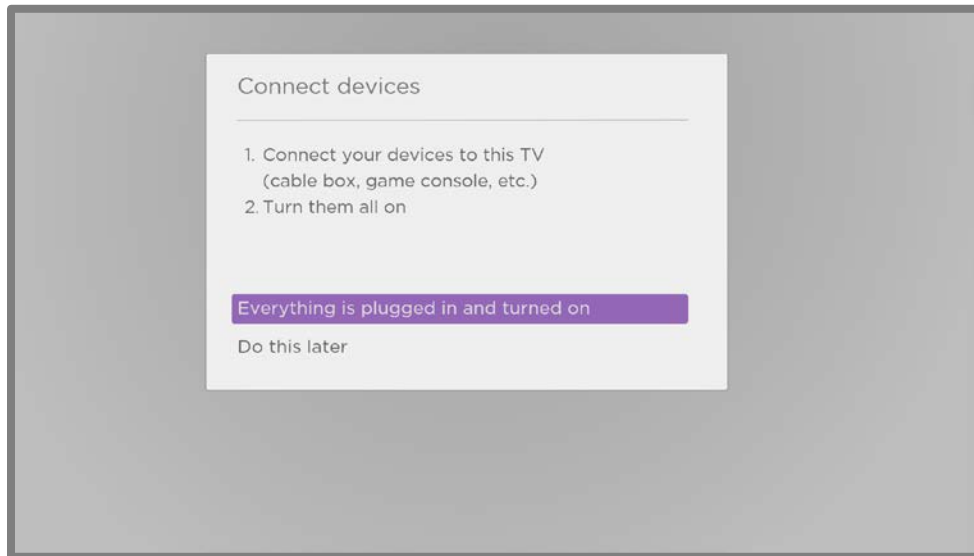 Connect devices
1. Connect your devices to this TV
(cable box, game console, etc.)
2. Turn them all on
Everything is plugged in and turned on
Do this later